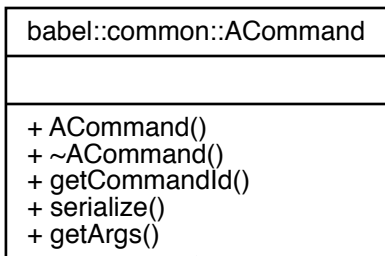 babel::common::ACommand
+ ACommand()
+ ~ACommand()
+ getCommandId()
+ serialize()
+ getArgs()